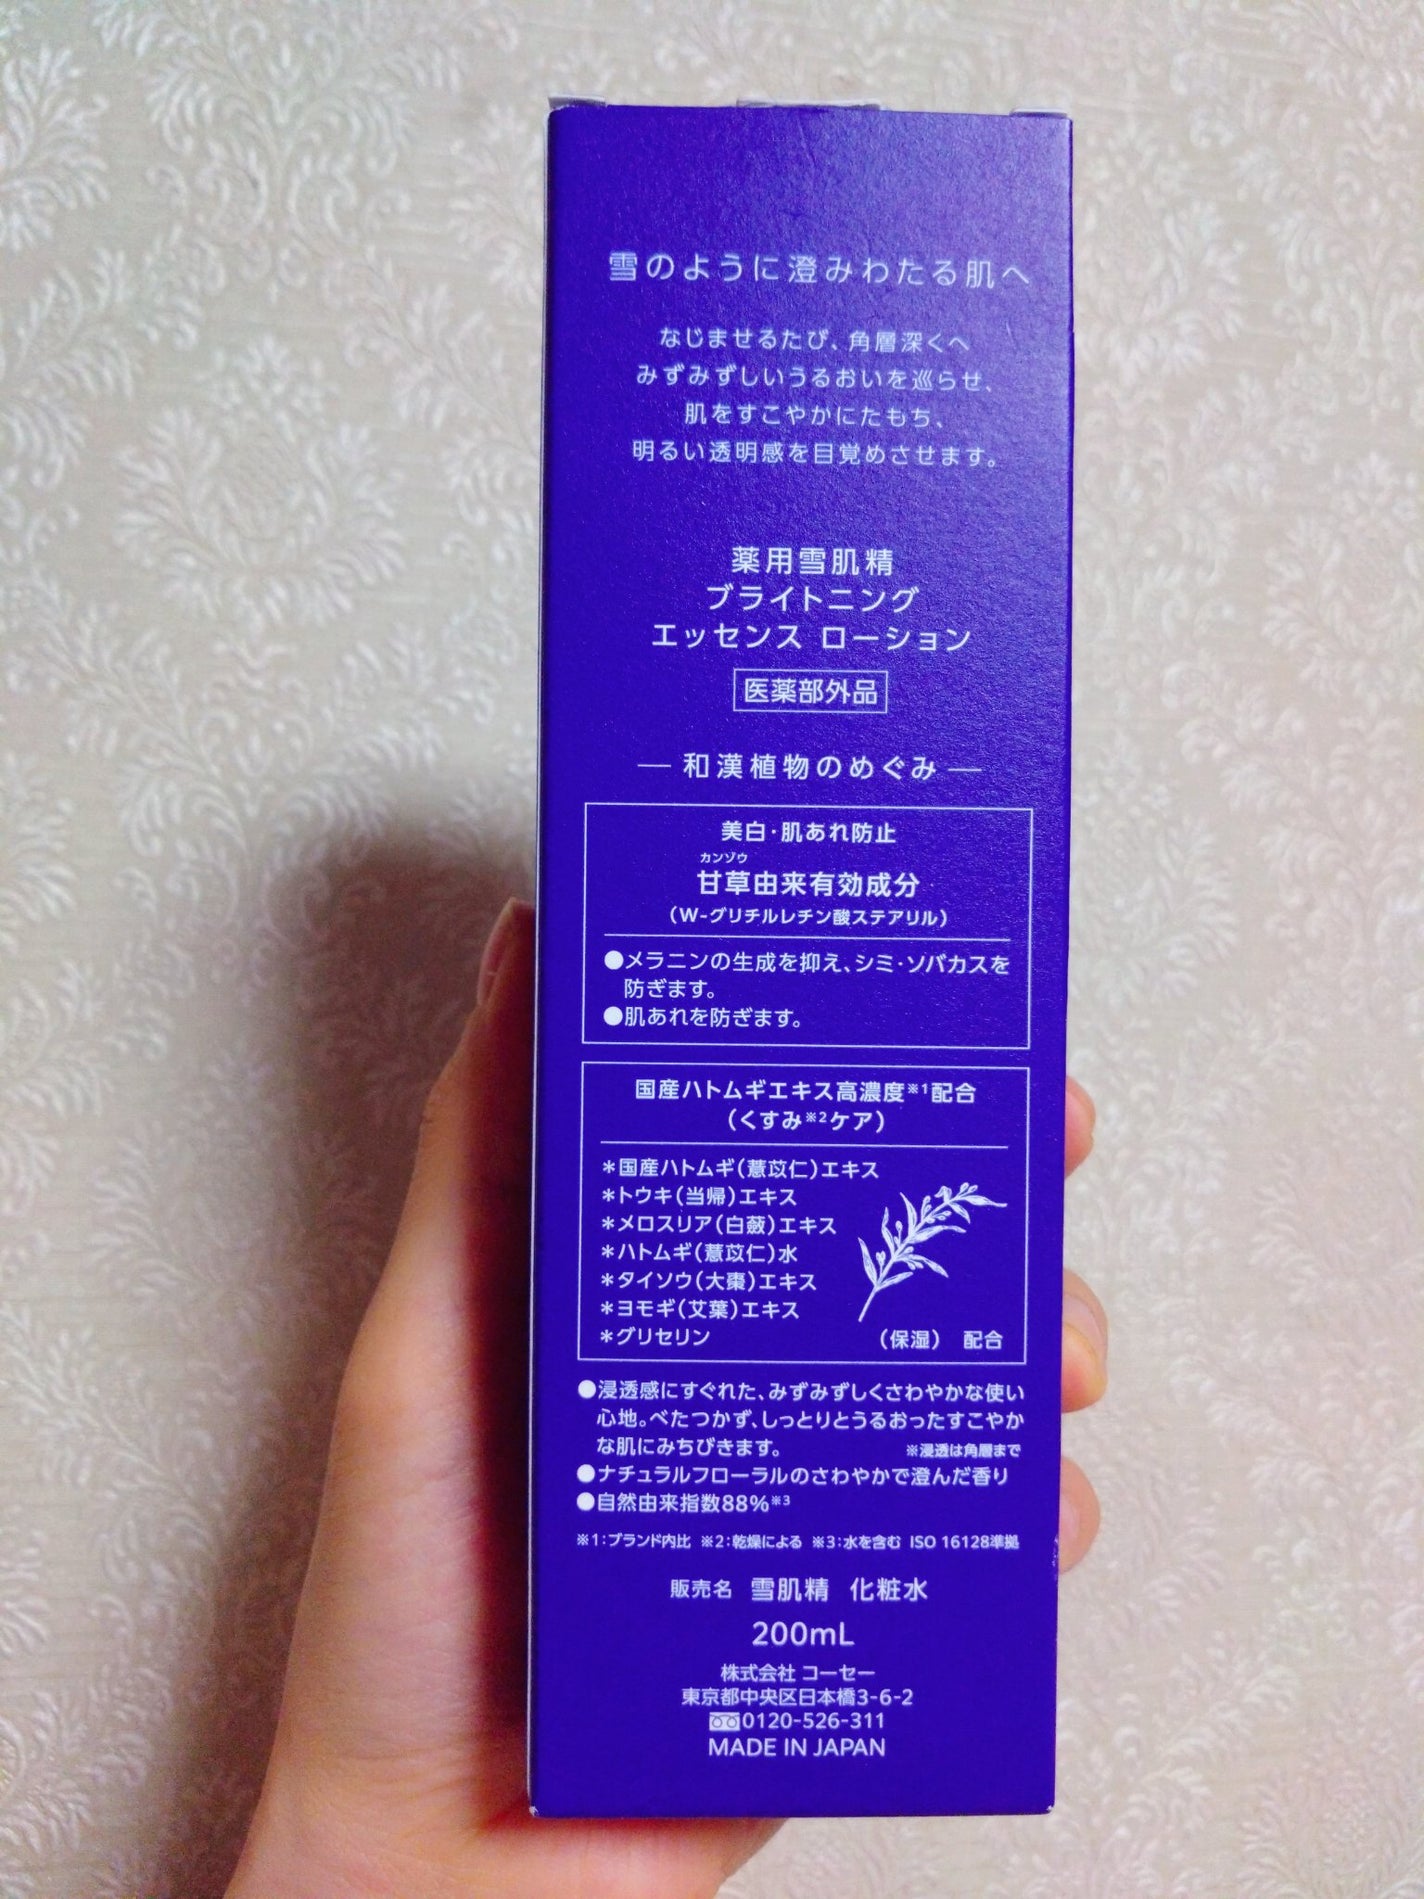 雪のように澄みわたる肌へ
なじませるたび、角層深くへ
みずみずしいうるおいを巡らせ、
肌をすこやかにたもち、
明るい透明感を目覚めさせます。
薬用雪肌精
ブライトニング
エッセンス ローション
医薬部外品
和漢植物のめぐみ
美白・肌あれ防止
カンゾウ
甘草由来有効成分
（W-グリチルレチン酸ステアリル）
●メラニンの生成を抑え、シミ・ソバカスを
防ぎます。
●肌あれを防ぎます。
国産ハトムギエキス高濃度※1配合
（くすみ※2ケア）
＊国産ハトムギ（薏苡仁）エキス
＊トウキ（当帰）エキス
＊メロスリア（白蘞）エキス
＊ハトムギ（薏苡仁）水
＊タイソウ（大棗）エキス
＊ヨモギ（艾葉）エキス
＊グリセリン （保湿） 配合
●浸透感にすぐれた、みずみずしくさわやかな使い
心地。べたつかず、しっとりとうるおったすこやか
な肌にみちびきます。 ※浸透は角層まで
●ナチュラルフローラルのさわやかで澄んだ香り
●自然由来指数88%※3
※1：ブランド内比 ※2：乾燥による ※3：水を含む ISO 16128準拠
販売名 雪肌精 化粧水
200mL
株式会社 コーセー
東京都中央区日本橋3-6-2
0120-526-311
MADE IN JAPAN